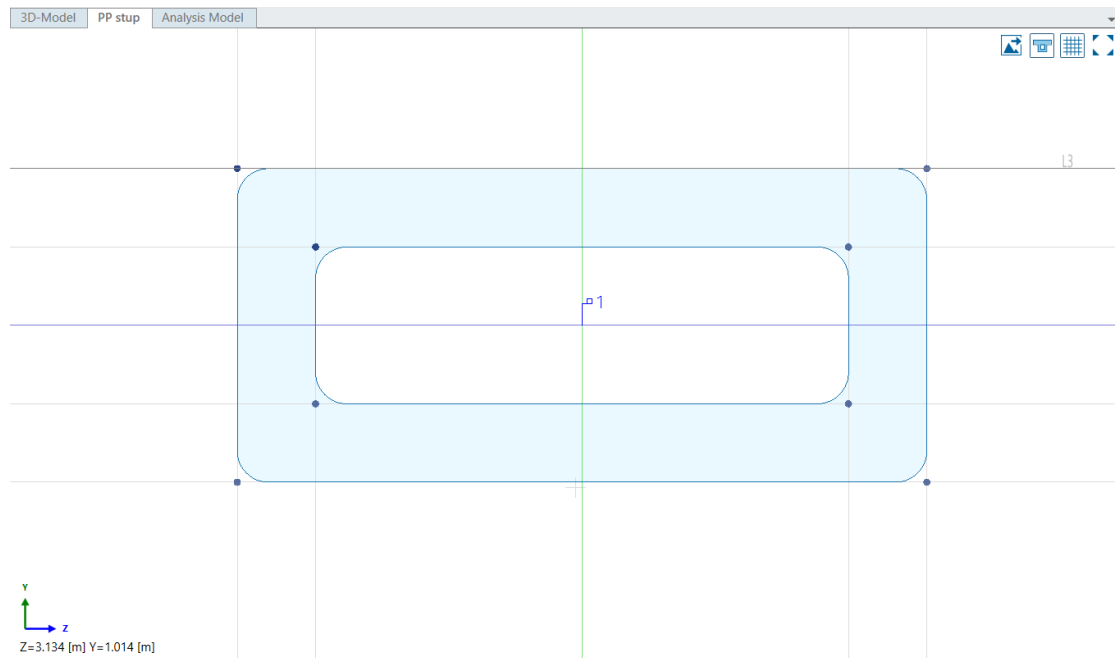 3D-Model PP stup Analysis Model
L3
1
Y
Z
Z=3.134 [m] Y=1.014 [m]